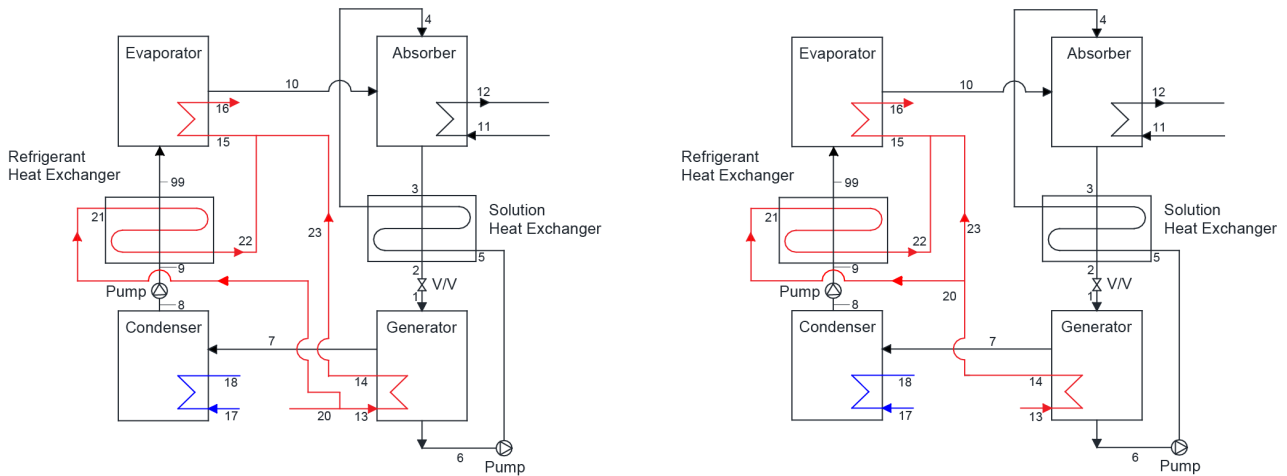 4
Evaporator
Absorber
10
12
16
11
15
Refrigerant
Heat Exchanger
99
3
21
Solution
Heat Exchanger
22
23
5
9
2
Pump
V/V
1
8
Condenser
Generator
7
18
14
17
20
13
6
Pump
4
Evaporator
Absorber
10
12
16
11
15
Refrigerant
Heat Exchanger
99
3
21
Solution
Heat Exchanger
22
23
5
9
2
Pump
20
V/V
1
8
Condenser
Generator
7
18
14
17
13
6
Pump